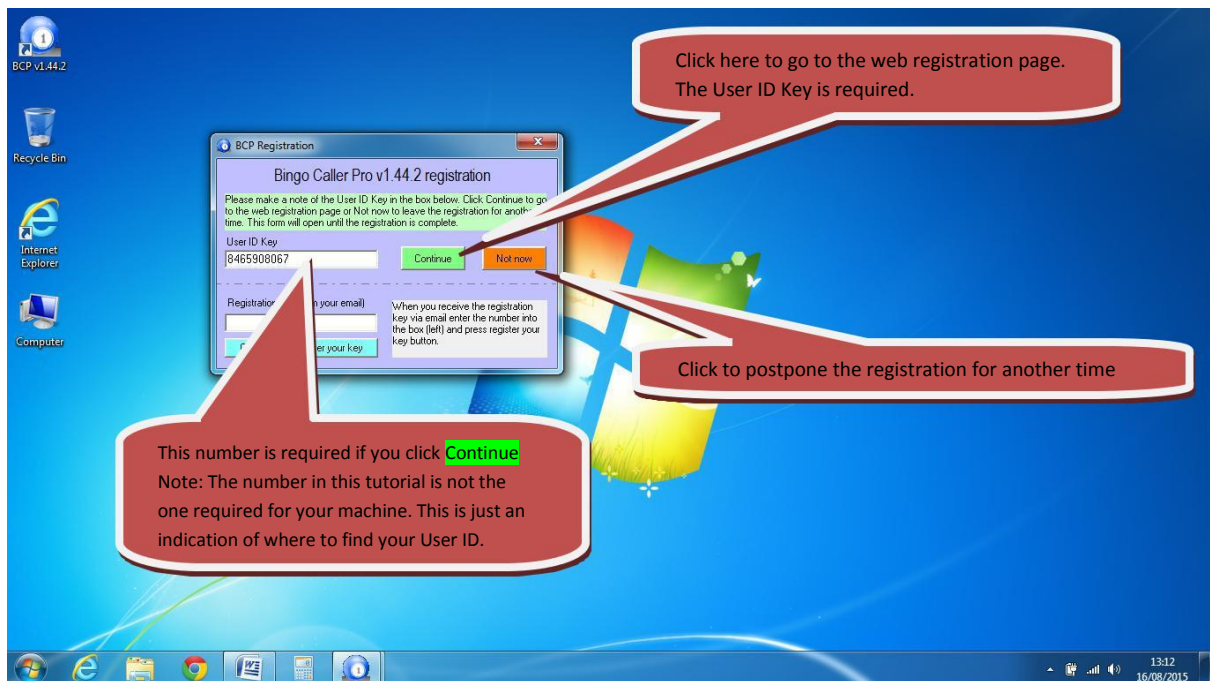 BCP v1.44.2
Recycle Bin
Internet
Explorer
Computer
Click here to go to the web registration page.
The User ID Key is required.
BCP Registration
Bingo Caller Pro v1.44.2 registration
Please make a note of the User ID Key in the box below. Click Continue to go
to the web registration page or Not now to leave the registration for
time. This form will open until the registration is complete.
User ID Key
8465908067
Continue
Not now
Registration your email)
When you receive the registration
key via email enter the number into
the box (left) and press register your
key button.
your key
Click to postpone the registration for another time
This number is required if you click Continue
Note: The number in this tutorial is not the
one required for your machine. This is just an
indication of where to find your User ID.
13:12
16/08/2015